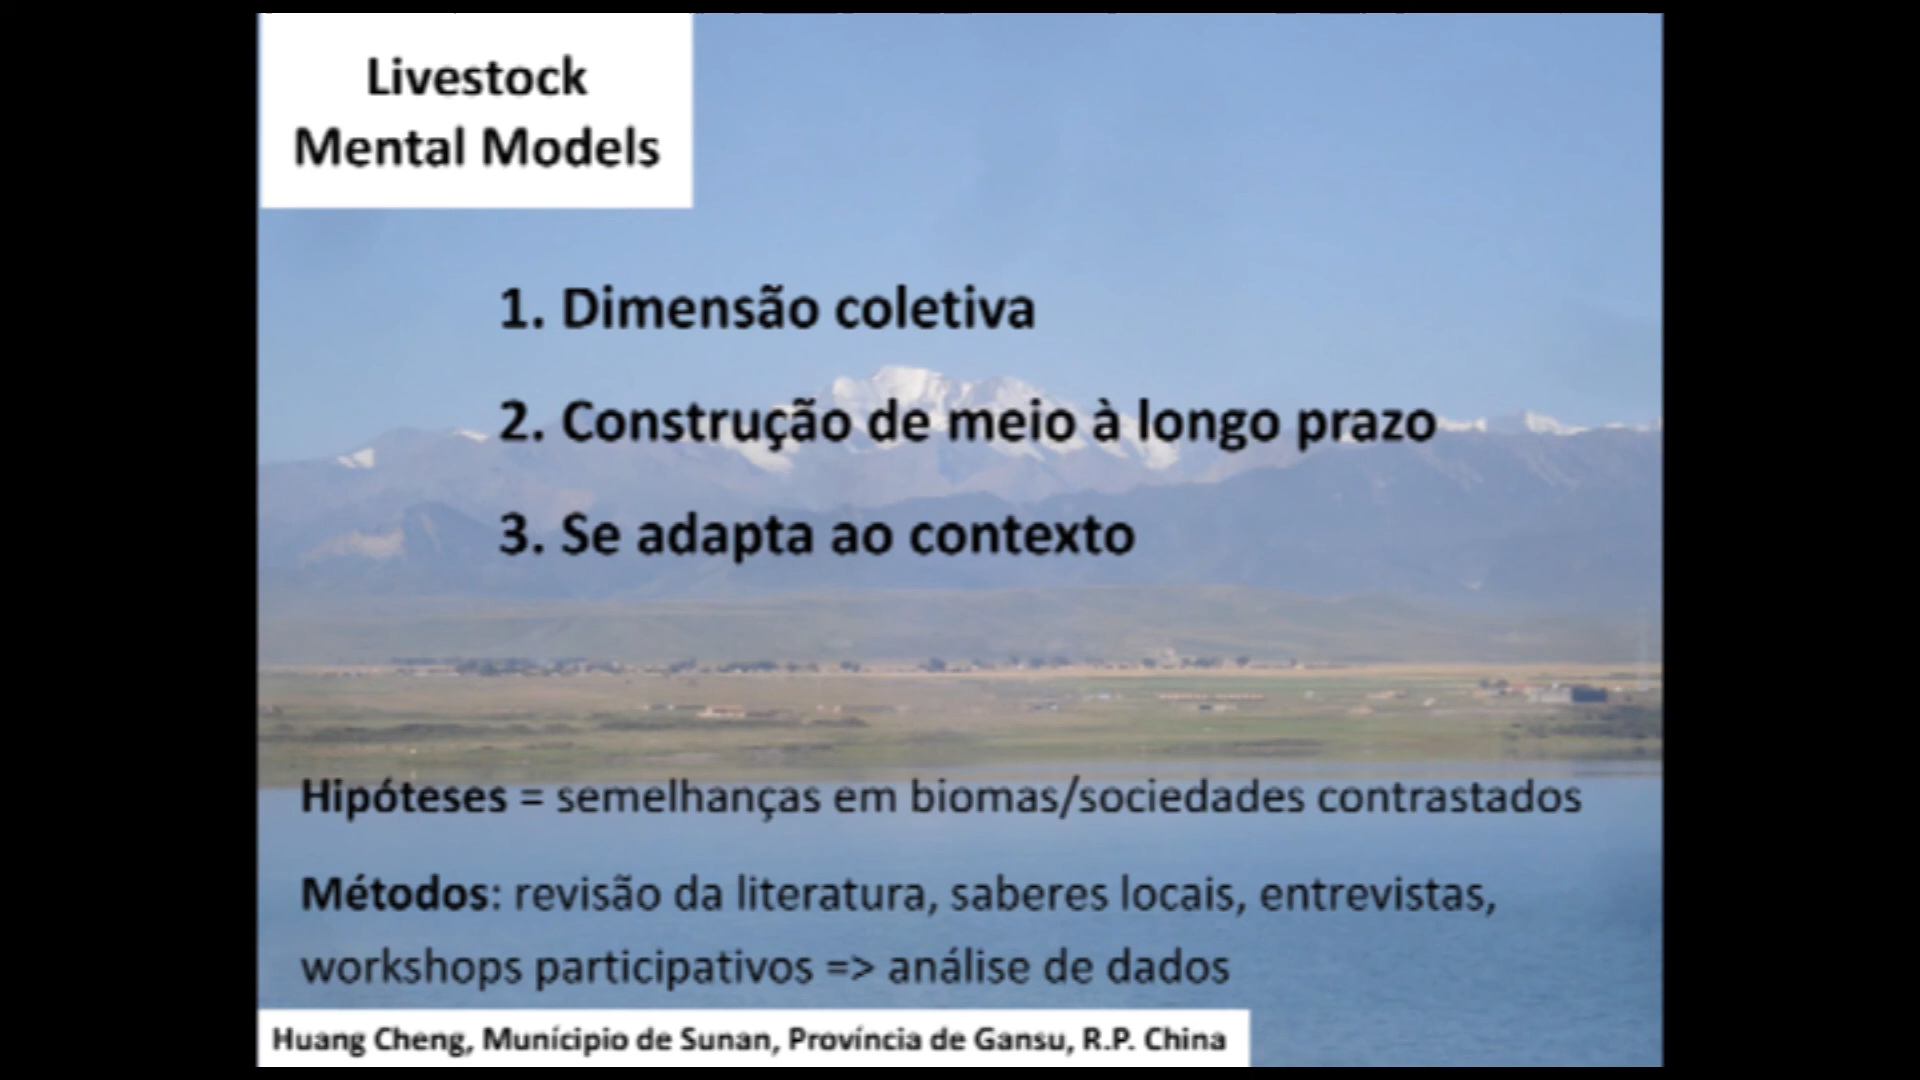 Livestock
Mental Models
1. Dimensão coletiva
2. Construção de meio à longo prazo
3. Se adapta ao contexto
Hipóteses = semelhanças em biomas/sociedades contrastados
Métodos: revisão da literatura, saberes locais, entrevistas,
workshops participativos => análise de dados
Huang Cheng, Munícipio de Sunan, Província de Gansu, R.P. China